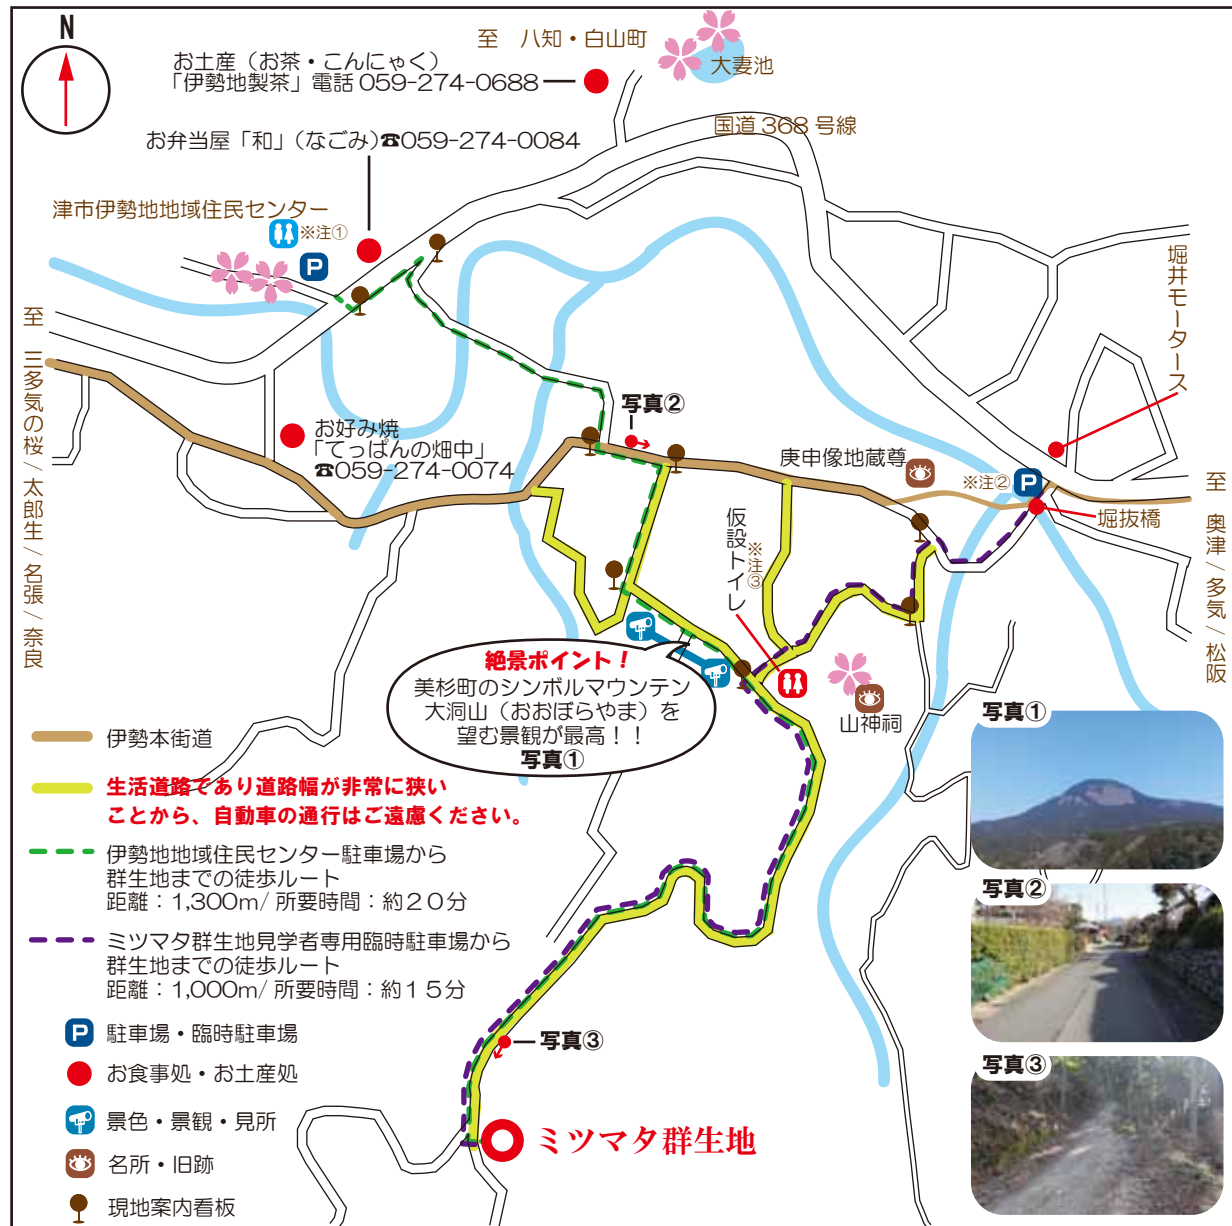 N
お土産（お茶・こんにゃく）
「伊勢地製茶」電話 059-274-0688
至　八知・白山町
大妻池
国道 368 号線
お弁当屋「和」（なごみ）☎059-274-0084
津市伊勢地地域住民センター
※注①
P
堀井モータース
至　三多気の桜/太郎生/名張/奈良
写真②
お好み焼
「てっぱんの畑中」
☎059-274-0074
庚申像地蔵尊
※注②
P
堀抜橋
至　奥津/多気/松阪
仮設トイレ
※注③
絶景ポイント！
美杉町のシンボルマウンテン
大洞山（おおぼらやま）を
望む景観が最高！！
写真①
山神祠
写真①
伊勢本街道
生活道路であり道路幅が非常に狭い
ことから、自動車の通行はご遠慮ください。
伊勢地地域住民センター駐車場から
群生地までの徒歩ルート
距離：1,300m/ 所要時間：約２０分
写真②
ミツマタ群生地見学者専用臨時駐車場から
群生地までの徒歩ルート
距離：1,000m/ 所要時間：約１５分
P 駐車場・臨時駐車場
写真③
お食事処・お土産処
写真③
景色・景観・見所
ミツマタ群生地
名所・旧跡
現地案内看板